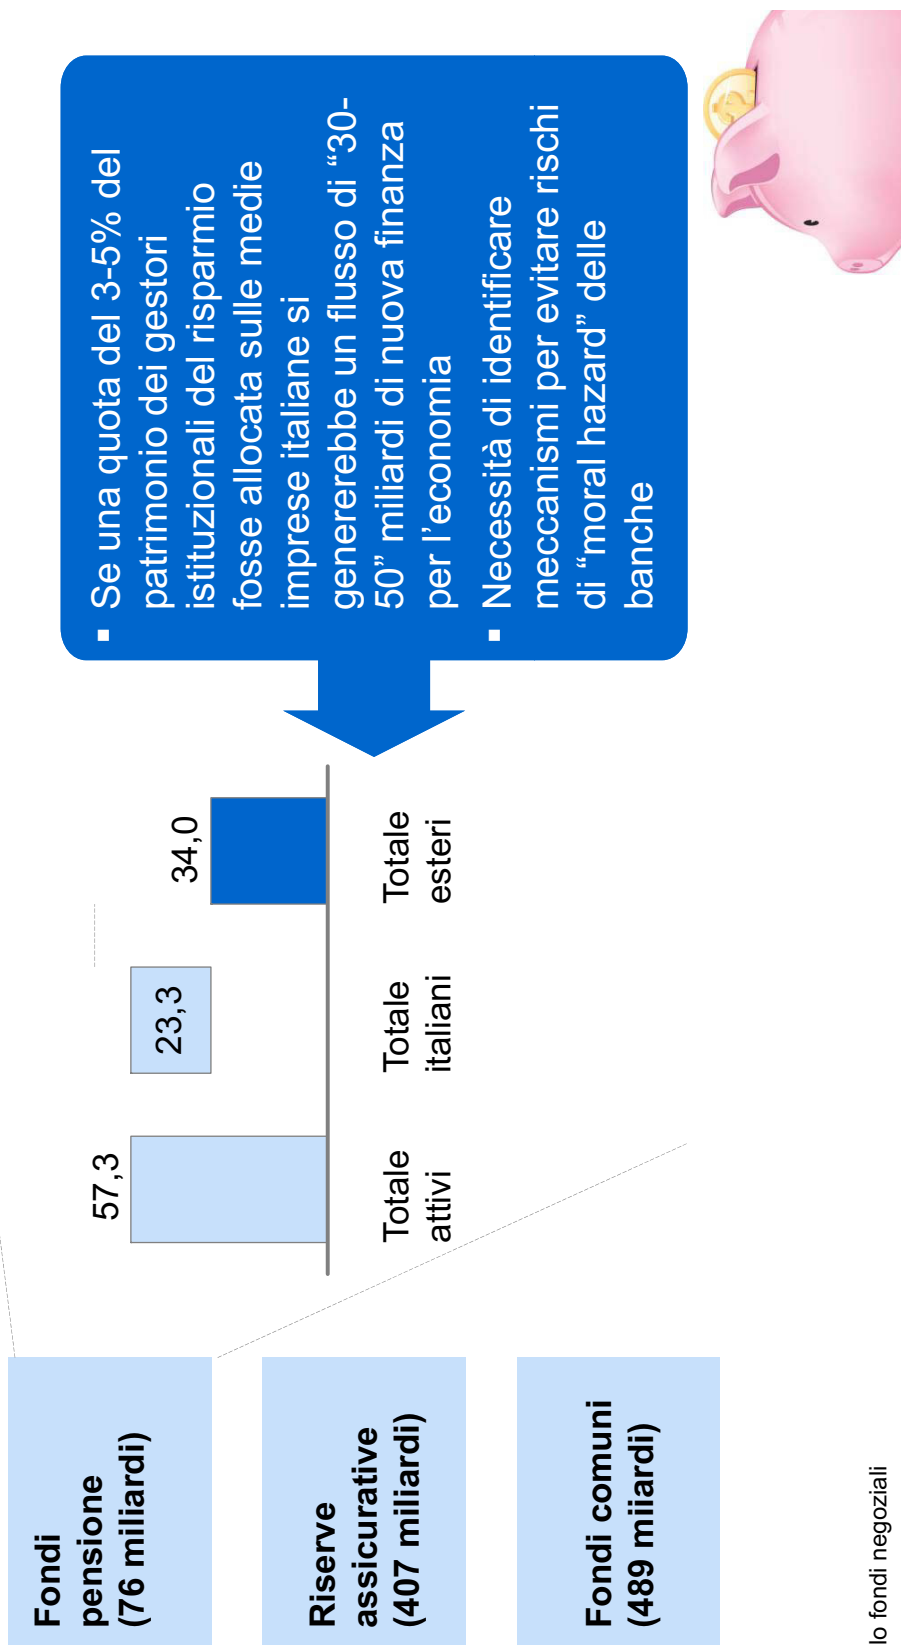 Fondi
pensione
(76 miliardi)
Riserve
assicurative
(407 miliardi)
Fondi comuni
(489 miiardi)
57,3
23,3
34,0
Totale
attivi
Totale
italiani
Totale
esteri
▪ Se una quota del 3-5% del
patrimonio dei gestori
istituzionali del risparmio
fosse allocata sulle medie
imprese italiane si
genererebbe un flusso di “30-
50” miliardi di nuova finanza
per l’economia
▪ Necessità di identificare
meccanismi per evitare rischi
di “moral hazard” delle
banche
lo fondi negoziali